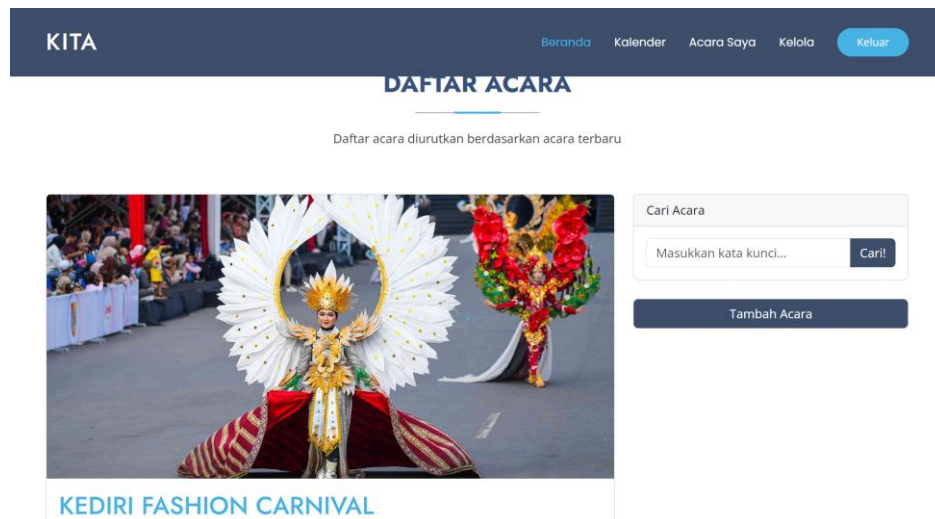 KITA
Beranda Kalender Acara Saya Kelola Keluar
DAFTAR ACARA
Daftar acara diurutkan berdasarkan acara terbaru
Cari Acara
Masukkan kata kunci... Cari!
Tambah Acara
KEDIRI FASHION CARNIVAL